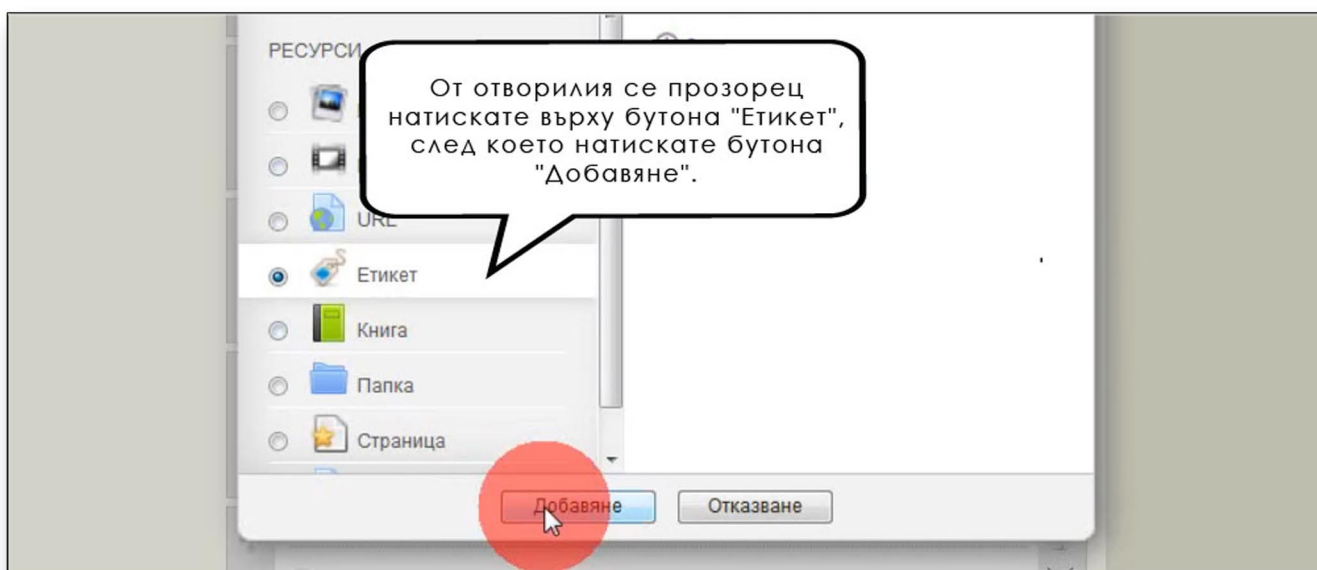 РЕСУРСИ
От отворилия се прозорец
натискате върху бутона "Етикет",
след което натискате бутона
"Добавяне".
URL
Етикет
Книга
Папка
Страница
Добавяне
Отказване